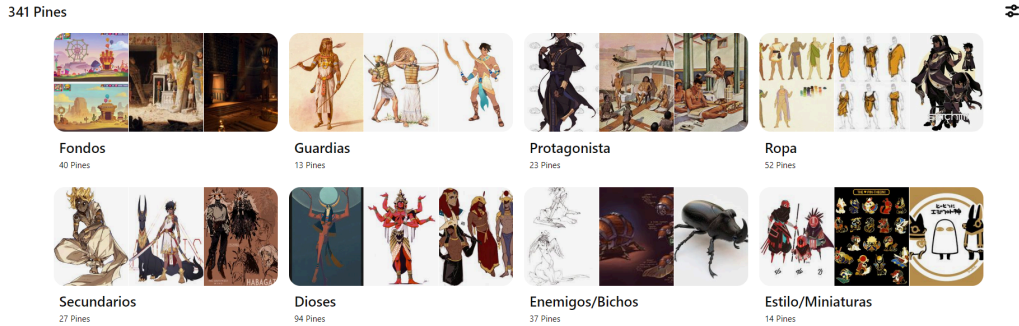 341 Pines
Fondos
40 Pines
Guardias
13 Pines
Protagonista
23 Pines
Ropa
52 Pines
HABAGAT
Secundarios
27 Pines
Dioses
94 Pines
Enemigos/Bichos
37 Pines
Estilo/Miniaturas
14 Pines